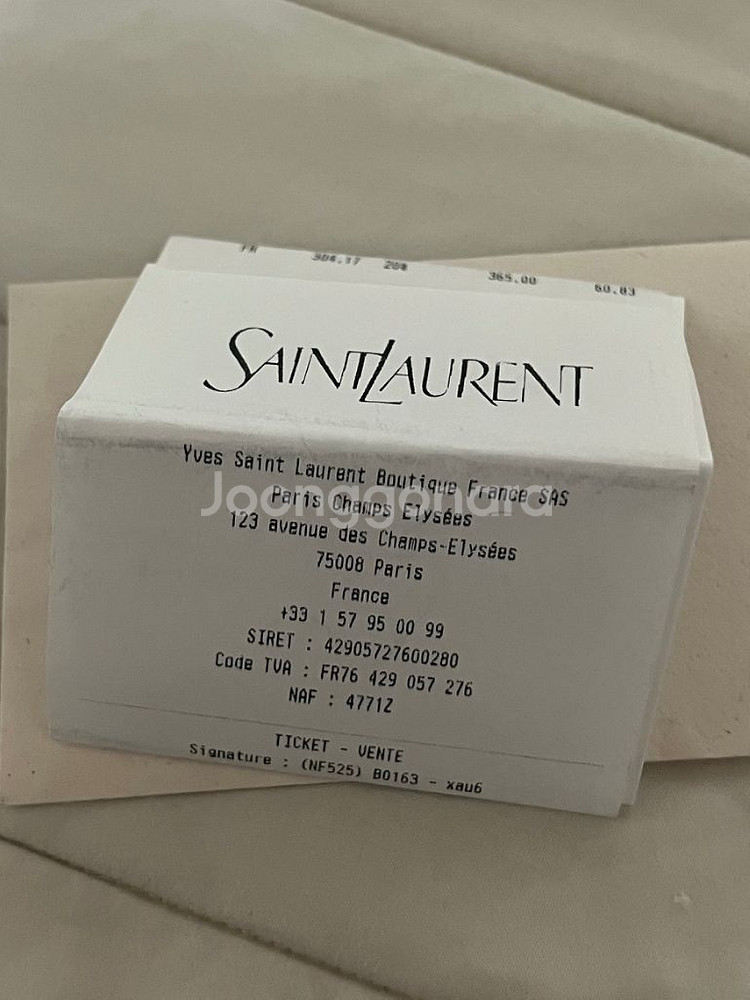 FR 304.17 20% 365.00 60.83
SAINT LAURENT
Yves Saint Laurent Boutique France SAS
Paris Champs Elysées
123 avenue des Champs-Elysées
75008 Paris
France
+33 1 57 95 00 99
SIRET : 42905727600280
Code TVA : FR76 429 057 276
NAF : 4771Z
TICKET - VENTE
Signature : (NF525) B0163 - xau6
Joonggonara